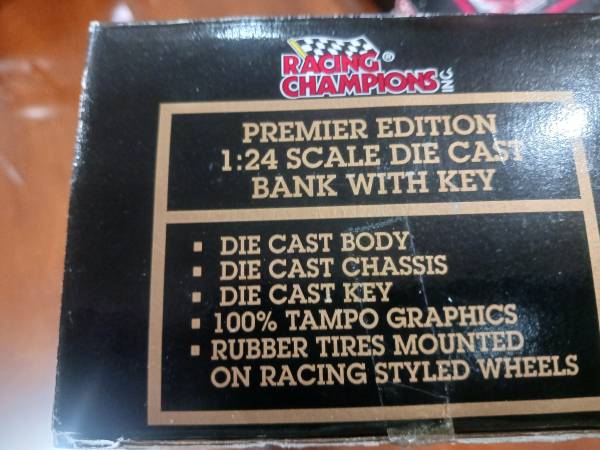 RACING®
CHAMPIONS INC.
PREMIER EDITION
1:24 SCALE DIE CAST
BANK WITH KEY
▪ DIE CAST BODY
▪ DIE CAST CHASSIS
▪ DIE CAST KEY
▪ 100% TAMPO GRAPHICS
▪ RUBBER TIRES MOUNTED
ON RACING STYLED WHEELS